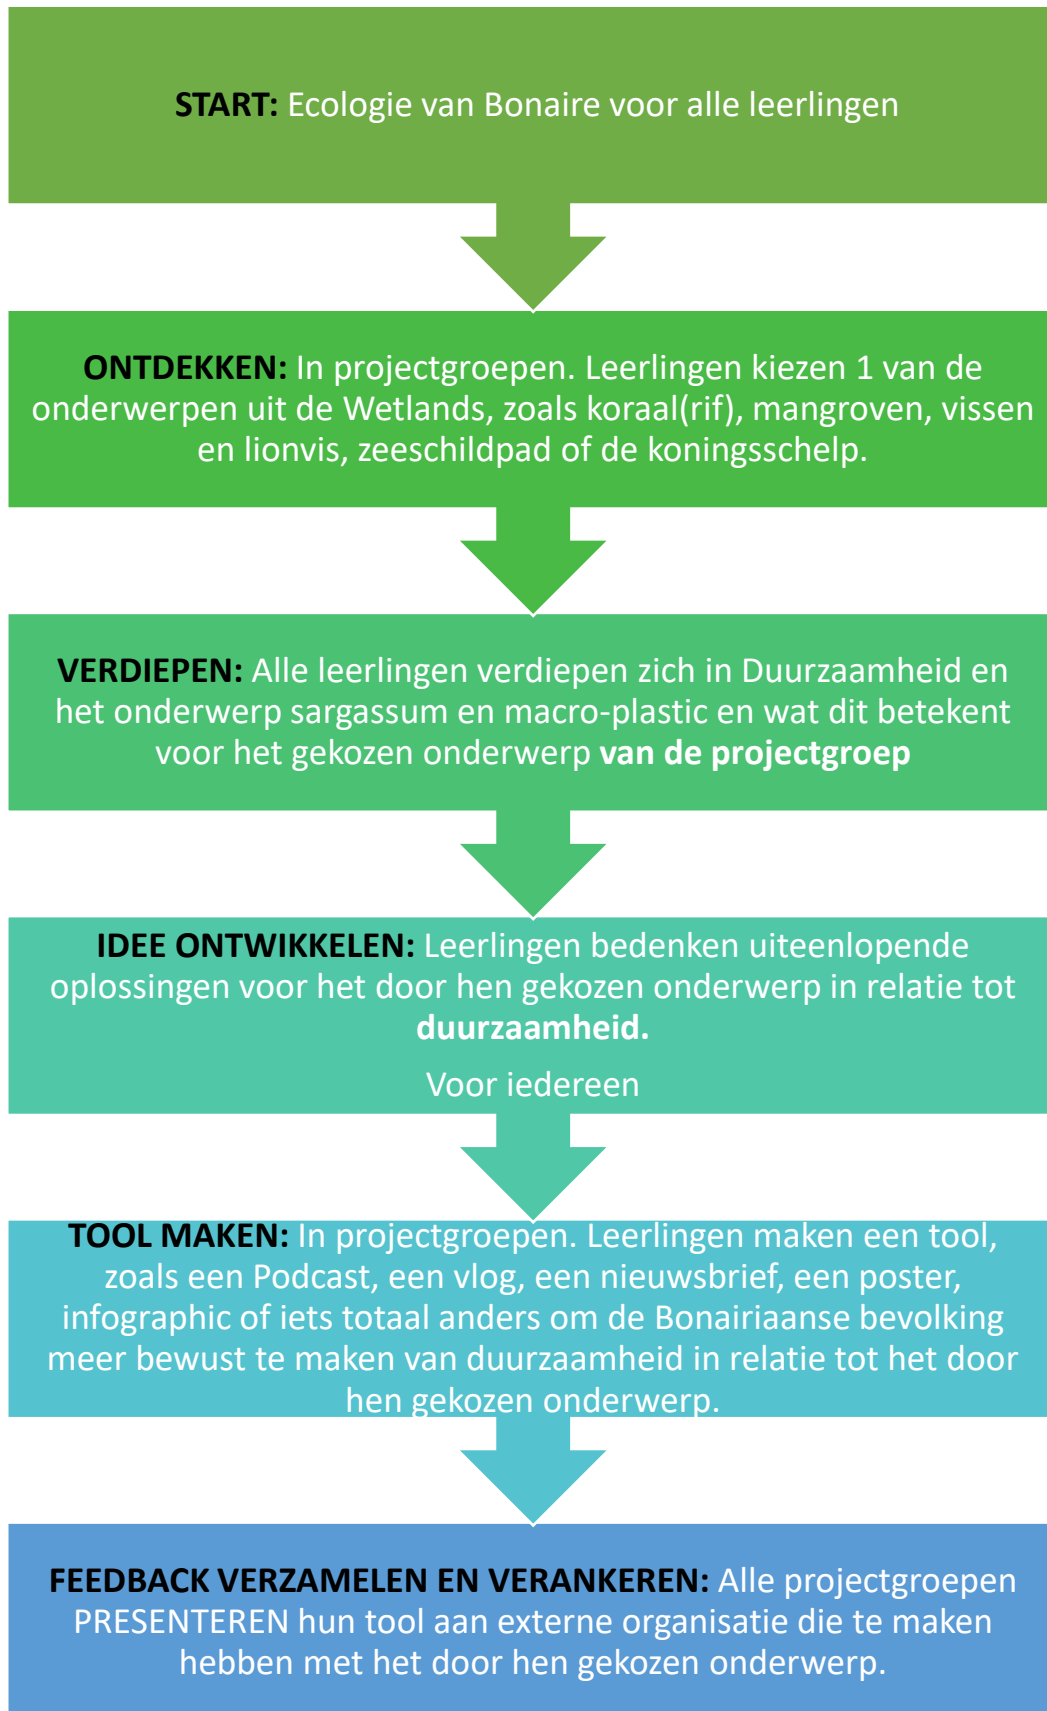 START: Ecologie van Bonaire voor alle leerlingen
ONTDEKKEN: In projectgroepen. Leerlingen kiezen 1 van de
onderwerpen uit de Wetlands, zoals koraal(rif), mangroven, vissen
en lionvis, zeeschildpad of de koningsschelp.
VERDIEPEN: Alle leerlingen verdiepen zich in Duurzaamheid en
het onderwerp sargassum en macro-plastic en wat dit betekent
voor het gekozen onderwerp van de projectgroep
IDEE ONTWIKKELEN: Leerlingen bedenken uiteenlopende
oplossingen voor het door hen gekozen onderwerp in relatie tot
duurzaamheid.
Voor iedereen
TOOL MAKEN: In projectgroepen. Leerlingen maken een tool,
zoals een Podcast, een vlog, een nieuwsbrief, een poster,
infographic of iets totaal anders om de Bonairiaanse bevolking
meer bewust te maken van duurzaamheid in relatie tot het door
hen gekozen onderwerp.
FEEDBACK VERZAMELEN EN VERANKEREN: Alle projectgroepen
PRESENTEREN hun tool aan externe organisatie die te maken
hebben met het door hen gekozen onderwerp.